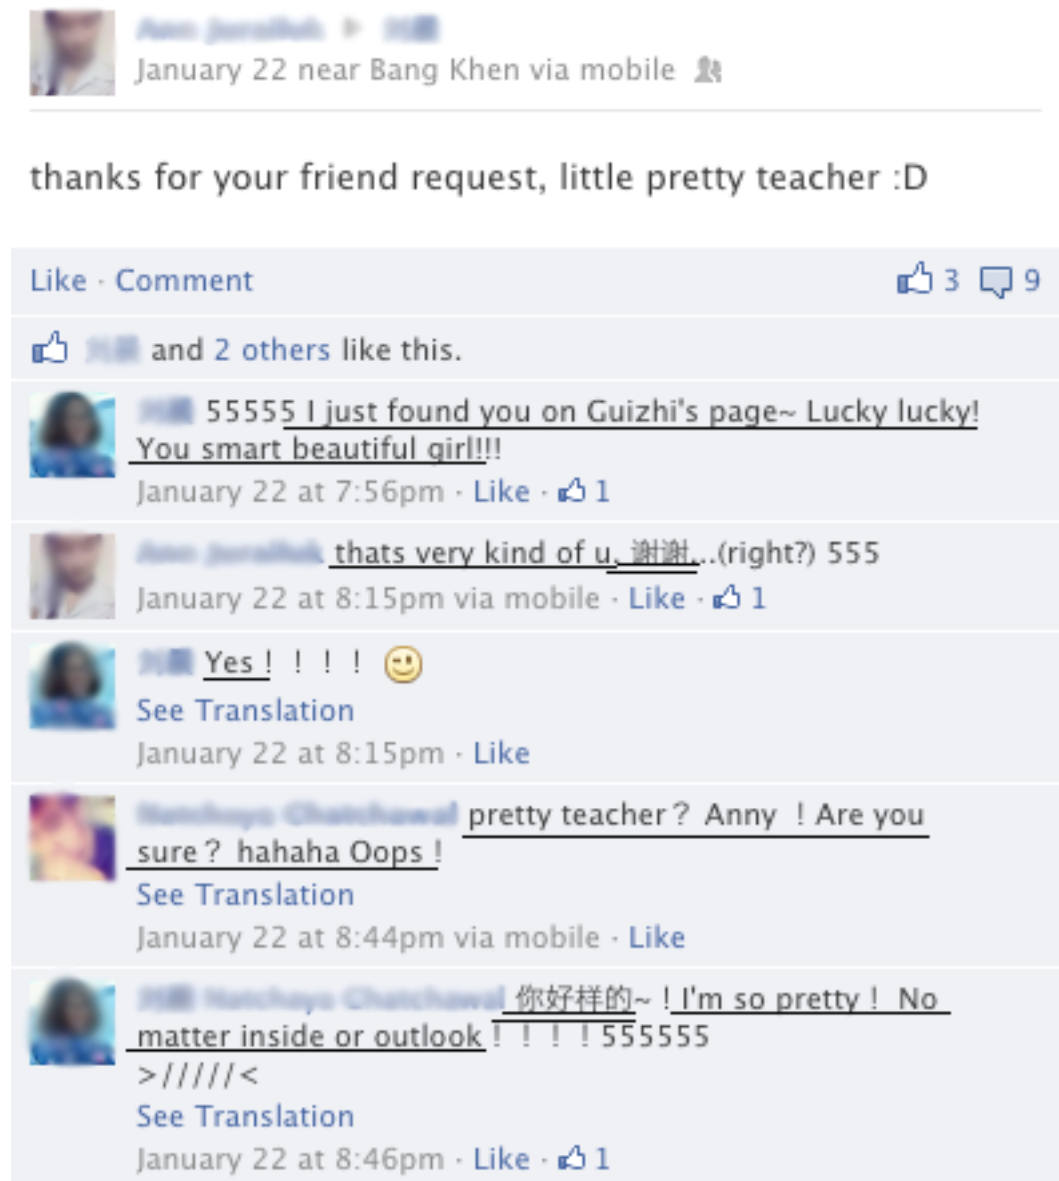 January 22 near Bang Khen via mobile
thanks for your friend request, little pretty teacher :D
Like · Comment 3 9
and 2 others like this.
55555 I just found you on Guizhi's page~ Lucky lucky!
You smart beautiful girl!!!
January 22 at 7:56pm · Like · 1
thats very kind of u, 谢谢...(right?) 555
January 22 at 8:15pm via mobile · Like · 1
Yes！！！！！
See Translation
January 22 at 8:15pm · Like
pretty teacher？ Anny ！Are you
sure？ hahaha Oops！
See Translation
January 22 at 8:44pm via mobile · Like
你好样的~！I'm so pretty！ No
matter inside or outlook！！！！！555555
>/////<
See Translation
January 22 at 8:46pm · Like · 1